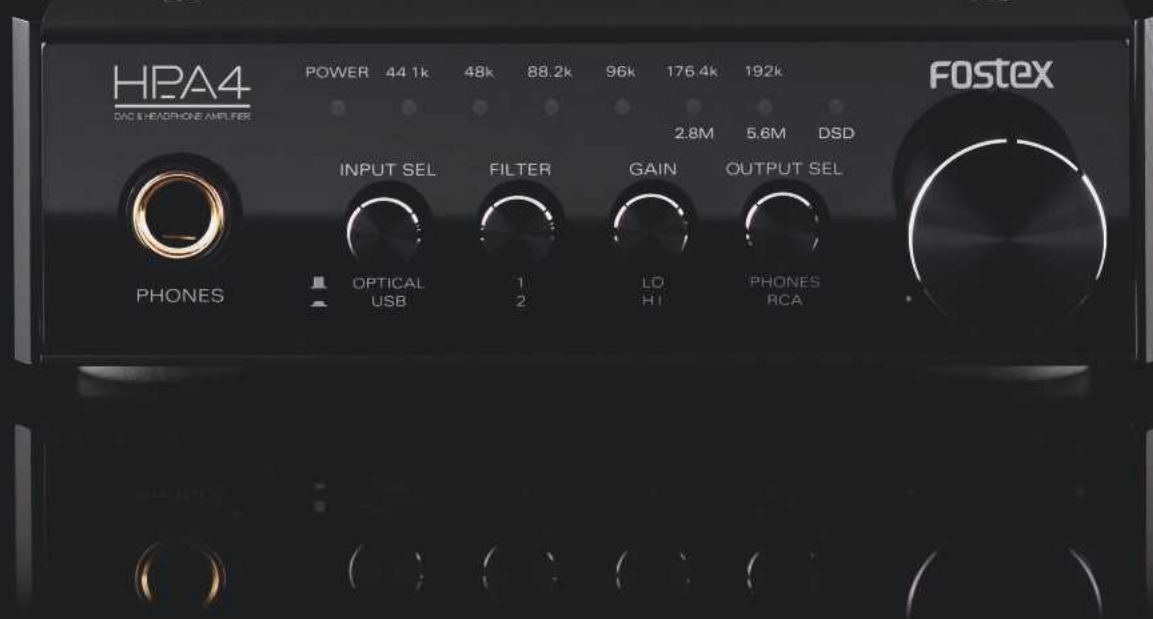 HPA4
DAC & HEADPHONE AMPLIFIER
POWER 44.1k 48k 88.2k 96k 176.4k 192k
2.8M 5.6M DSD
FOSTEX
INPUT SEL FILTER GAIN OUTPUT SEL
OPTICAL 1 LO PHONES
USB 2 HI RCA
PHONES